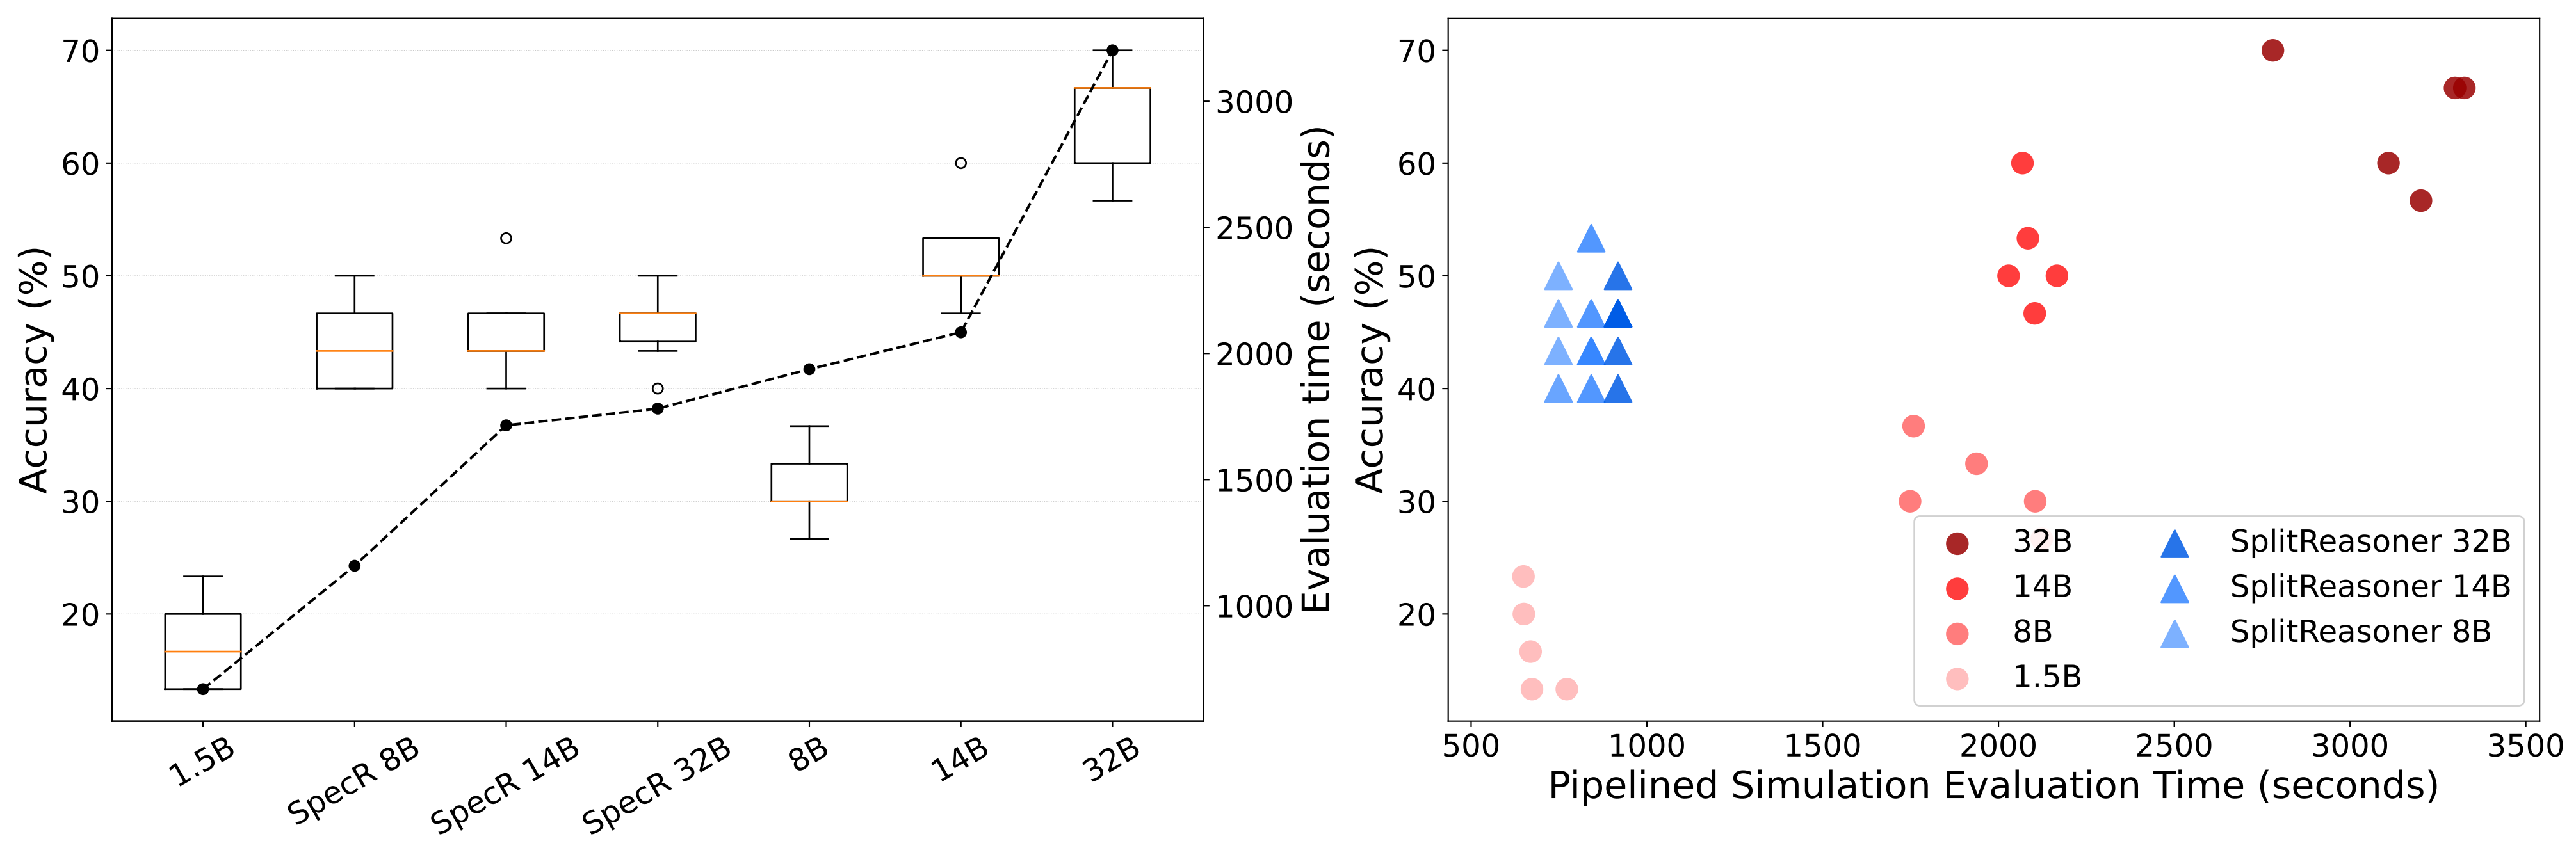 Accuracy (%)
70
60
50
40
30
20
1.5B
SpecR 8B
SpecR 14B
SpecR 32B
8B
14B
32B
3000
2500
2000
1500
1000
Evaluation time (seconds)
Accuracy (%)
70
60
50
40
30
20
32B
14B
8B
1.5B
SplitReasoner 32B
SplitReasoner 14B
SplitReasoner 8B
500
1000
1500
2000
2500
3000
3500
Pipelined Simulation Evaluation Time (seconds)